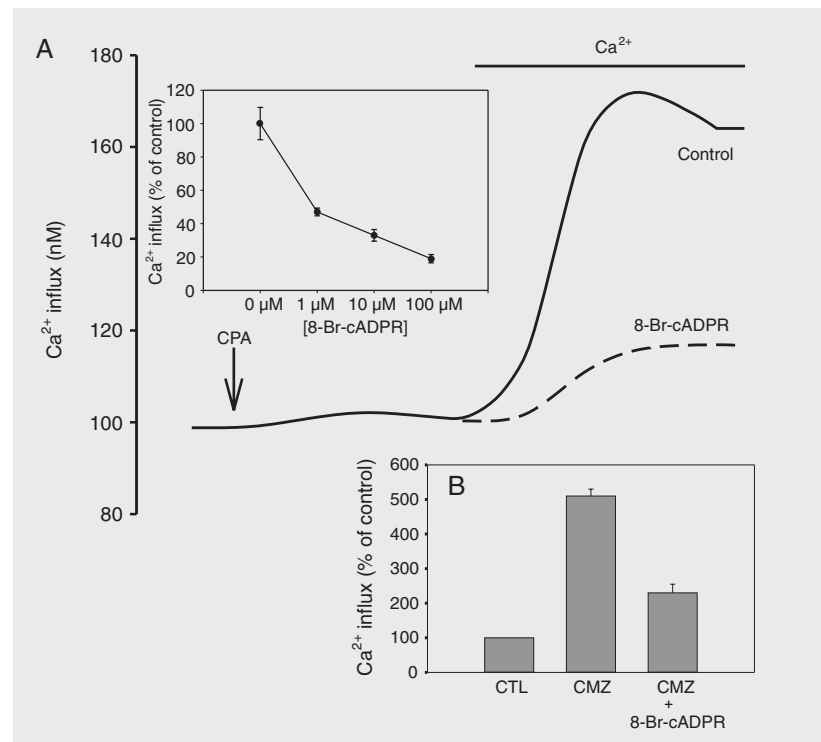 A
Ca²⁺ influx (nM)
180
160
140
120
100
80
Ca²⁺
Control
8-Br-cADPR
CPA
Ca²⁺ influx (% of control)
120
100
80
60
40
20
0
0 µM 1 µM 10 µM 100 µM
[8-Br-cADPR]
B
Ca²⁺ influx (% of control)
600
500
400
300
200
100
0
CTL CMZ CMZ
+
8-Br-cADPR